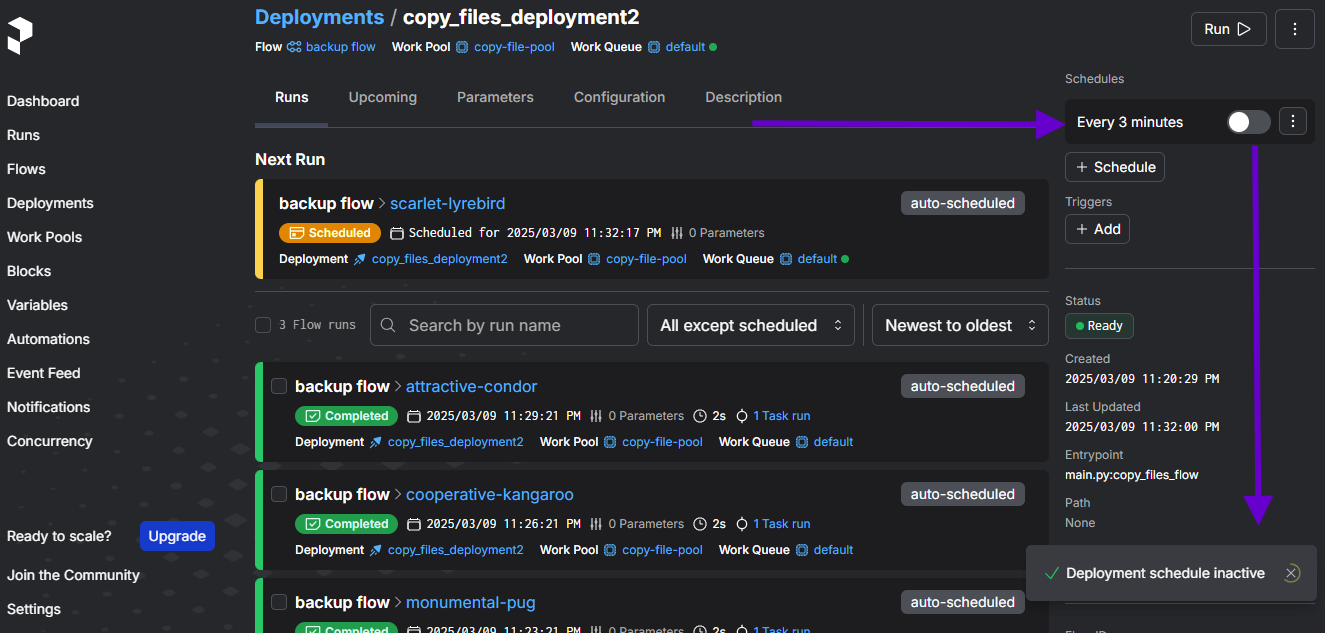 Deployments / copy_files_deployment2
Flow backup flow Work Pool copy-file-pool Work Queue default
Run
Dashboard
Runs
Flows
Deployments
Work Pools
Blocks
Variables
Automations
Event Feed
Notifications
Concurrency
Ready to scale? Upgrade
Join the Community
Settings
Runs Upcoming Parameters Configuration Description
Next Run
backup flow > scarlet-lyrebird auto-scheduled
Scheduled Scheduled for 2025/03/09 11:32:17 PM 0 Parameters
Deployment copy_files_deployment2 Work Pool copy-file-pool Work Queue default
3 Flow runs Search by run name All except scheduled Newest to oldest
backup flow > attractive-condor auto-scheduled
Completed 2025/03/09 11:29:21 PM 0 Parameters 2s 1 Task run
Deployment copy_files_deployment2 Work Pool copy-file-pool Work Queue default
backup flow > cooperative-kangaroo auto-scheduled
Completed 2025/03/09 11:26:21 PM 0 Parameters 2s 1 Task run
Deployment copy_files_deployment2 Work Pool copy-file-pool Work Queue default
backup flow > monumental-pug auto-scheduled
Completed 2025/03/09 11:23:21 PM 0 Parameters 2s 1 Task run
Schedules
Every 3 minutes
+ Schedule
Triggers
+ Add
Status
Ready
Created
2025/03/09 11:20:29 PM
Last Updated
2025/03/09 11:32:00 PM
Entrypoint
main.py:copy_files_flow
Path
None
Deployment schedule inactive